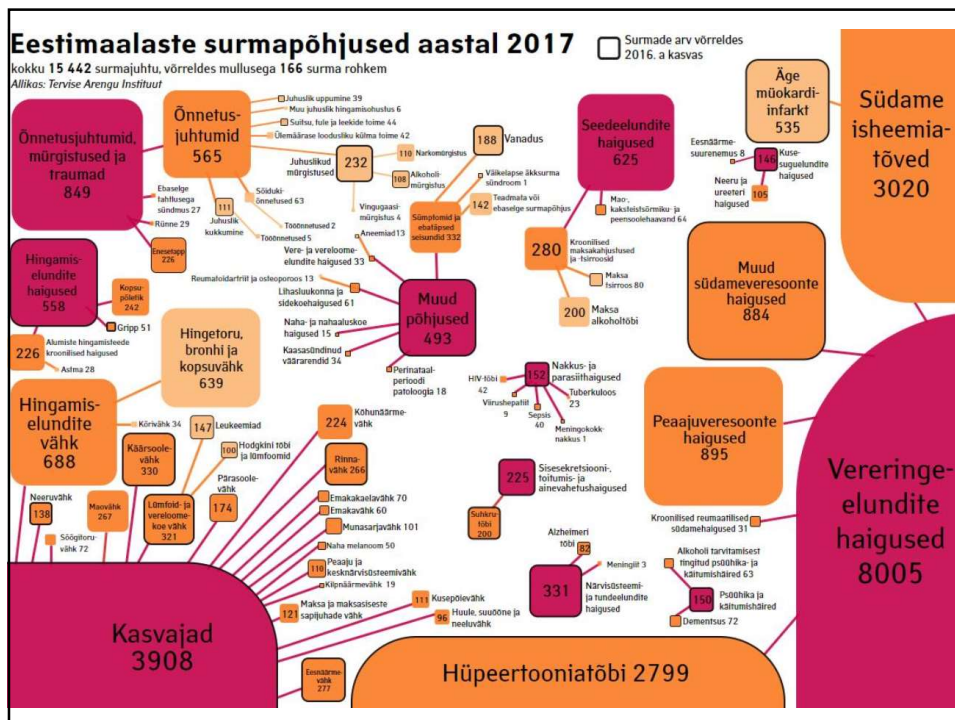 Eestimaalaste surmapõhjused aastal 2017
kokku 15 442 surmajuhtu, võrreldes mullusega 166 surma rohkem
Allikas: Tervise Arengu Instituut
Surmade arv võrreldes
2016. a kasvas
Õnnetusjuhtumid,
mürgistused ja
traumad
849
Ebaselge
tahtlusega
sündmus 27
Rünne 29
Enesetapp
226
Õnnetus-
juhtumid
565
Juhuslik uppumine 39
Muu juhuslik hingamisohustus 6
Suitsu, tule ja leekide toime 44
Ülemäärase loodusliku külma toime 42
Juhuslikud
mürgistused
232
110 Narkomürgistus
108 Alkoholi-
mürgistus
Vingugaasi-
mürgistus 4
Sõiduki-
õnnetused 63
Tööõnnetused 2
111
Juhuslik
kukkumine
Tööõnnetused 5
188 Vanadus
Väikelapse äkksurma
sündroom 1
142 Teadmata või
ebaselge surmapõhjus
Sümptomid ja
ebatäpsed
seisundid 332
Aneemiad 13
Vere- ja vereloome-
elundite haigused 33
Reumatoidartriit ja osteoporoos 13
Lihasluukonna ja
sidekoehaigused 61
Muud
põhjused
493
Naha- ja nahaaluskoe
haigused 15
Kaasasündinud
väärarendid 34
Perinataal-
perioodi
patoloogia 18
Seedeelundite
haigused
625
Mao-,
kaksteistsõrmiku- ja
peensoolehaavand 64
280 Kroonilised
maksakahjustused
ja -tsirroosid
Maksa
tsirroos 80
200 Maksa
alkoholtõbi
Äge
müokardi-
infarkt
535
Südame
isheemia-
tõved
3020
Eesnäärme-
suurenemus 8
146 Kuse-
suguelundite
haigused
Neeru ja
ureeteri
haigused
105
Muud
südameveresoonte
haigused
884
Hingamis-
elundite
haigused
558
Kopsu-
põletik
242
Gripp 51
226 Alumiste hingamisteede
kroonilised haigused
Astma 28
Hingetoru,
bronhi ja
kopsuvähk
639
Hingamis-
elundite
vähk
688
Kõrivähk 34
147 Leukeemiad
100 Hodgkini tõbi
ja lümfoomid
Käärsoole-
vähk
330
Neeruvähk
138
Söögitoru-
vähk 72
Maovähk
267
Lümfoid- ja
vereloome-
koe vähk
321
Pärasoole-
vähk
174
224 Kõhunäärme-
vähk
Rinna-
vähk 266
Emakakaelavähk 70
Emakavähk 60
Munasarjavähk 101
Naha melanoom 50
110 Peaaju ja
kesknärvisüsteemivähk
Kilpnäärmevähk 19
121 Maksa ja maksasiseste
sapijuhade vähk
111 Kusepõievähk
96 Huule, suuõõne ja
neeluvähk
Eesnäärme-
vähk
277
Kasvajad
3908
152 Nakkus- ja
parasiithaigused
HIV-tõbi
42
Viirushepatiit
9
Sepsis
40
Tuberkuloos
23
Meningokokk-
nakkus 1
225 Sisesekretsiooni-,
toitumis- ja
ainevahetushaigused
Suhkru-
tõbi
200
Alzheimeri
tõbi
82
Meningiit 3
331 Närvisüsteemi-
ja tundeelundite
haigused
Peaajuveresoonte
haigused
895
Kroonilised reumaatilised
südamehaigused 31
Alkoholi tarvitamisest
tingitud psüühika- ja
käitumishäired 63
150 Psüühika ja
käitumishäired
Dementsus 72
Vereringe-
elundite
haigused
8005
Hüpeertooniatõbi 2799